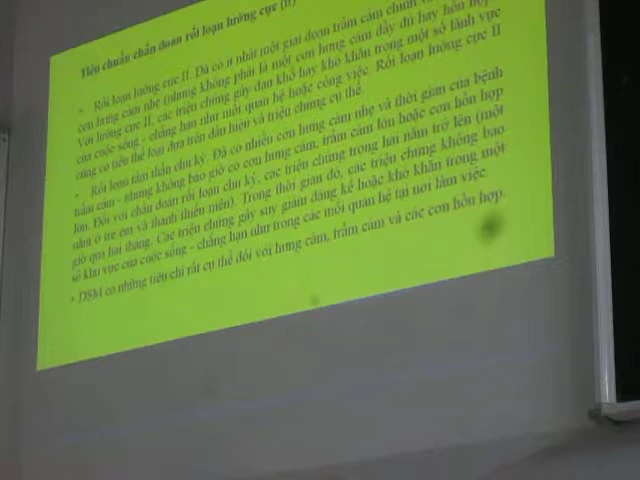 Tiêu chuẩn chẩn đoán rối loạn lưỡng cực (II)
• Rối loạn lưỡng cực II. Đã có ít nhất một giai đoạn trầm cảm chính
cơn hưng cảm nhẹ (nhưng không phải là một cơn hưng cảm đầy đủ hay hỗn hợp
Với lưỡng cực II, các triệu chứng gây đau khổ hay khó khăn trong một số lãnh vực
của cuộc sống - chẳng hạn như mối quan hệ hoặc công việc. Rối loạn lưỡng cực II
cũng có tiểu thể loại dựa trên dấu hiệu và triệu chứng cụ thể.
• Rối loạn tâm thần chu kỳ. Đã có nhiều cơn hưng cảm nhẹ và thời gian của bệnh
trầm cảm - nhưng không bao giờ có cơn hưng cảm, trầm cảm lớn hoặc cơn hỗn hợp
lớn. Đối với chẩn đoán rối loạn chu kỳ, các triệu chứng trong hai năm trở lên (một
năm ở trẻ em và thanh thiếu niên). Trong thời gian đó, các triệu chứng không bao
giờ quá hai tháng. Các triệu chứng gây suy giảm đáng kể hoặc khó khăn trong một
số khu vực của cuộc sống - chẳng hạn như trong các mối quan hệ tại nơi làm việc
• DSM có những tiêu chí rất cụ thể đối với hưng cảm, trầm cảm và các cơn hỗn hợp.